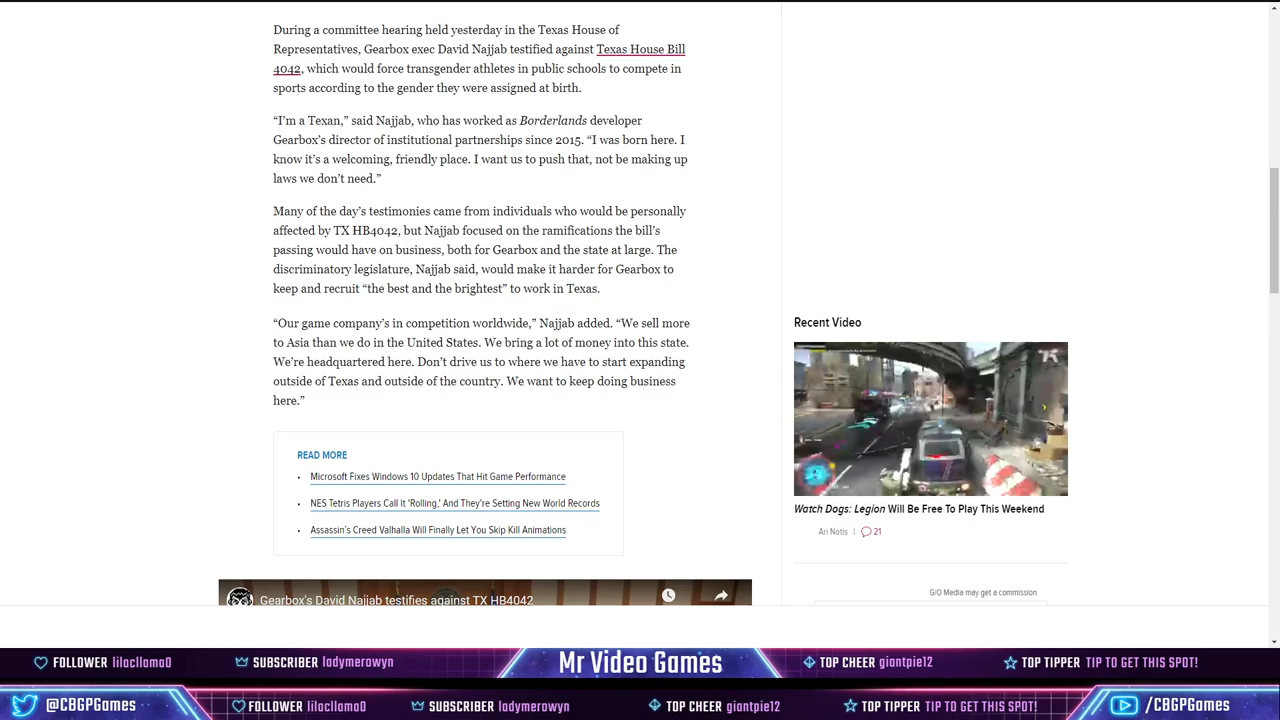 During a committee hearing held yesterday in the Texas House of
Representatives, Gearbox exec David Najjab testified against Texas House Bill
4042, which would force transgender athletes in public schools to compete in
sports according to the gender they were assigned at birth.
“I’m a Texan,” said Najjab, who has worked as Borderlands developer
Gearbox’s director of institutional partnerships since 2015. “I was born here. I
know it’s a welcoming, friendly place. I want us to push that, not be making up
laws we don’t need.”
Many of the day’s testimonies came from individuals who would be personally
affected by TX HB4042, but Najjab focused on the ramifications the bill’s
passing would have on business, both for Gearbox and the state at large. The
discriminatory legislature, Najjab said, would make it harder for Gearbox to
keep and recruit “the best and the brightest” to work in Texas.
“Our game company’s in competition worldwide,” Najjab added. “We sell more
to Asia than we do in the United States. We bring a lot of money into this state.
We’re headquartered here. Don’t drive us to where we have to start expanding
outside of Texas and outside of the country. We want to keep doing business
here.”
READ MORE
Microsoft Fixes Windows 10 Updates That Hit Game Performance
NES Tetris Players Call It 'Rolling,' And They're Setting New World Records
Assassin's Creed Valhalla Will Finally Let You Skip Kill Animations
Gearbox's David Najjab testifies against TX HB4042
Recent Video
Watch Dogs: Legion Will Be Free To Play This Weekend
Ari Notis | 21
G/O Media may get a commission
FOLLOWER lilacllama0
SUBSCRIBER ladymerowyn
Mr Video Games
TOP CHEER giantpie12
TOP TIPPER TIP TO GET THIS SPOT!
@CBGPGames
FOLLOWER lilacllama0
SUBSCRIBER ladymerowyn
TOP CHEER giantpie12
TOP TIPPER TIP TO GET THIS SPOT!
/CBGPGames